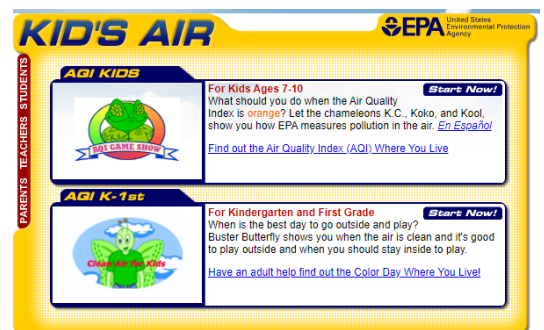 KID'S AIR
EPA United States
Environmental Protection
Agency
PARENTS TEACHERS STUDENTS
AQI KIDS
For Kids Ages 7-10
Start Now!
What should you do when the Air Quality
Index is orange? Let the chameleons K.C., Koko, and Kool,
show you how EPA measures pollution in the air. En Español
Find out the Air Quality Index (AQI) Where You Live
AQI GAME SHOW
AQI K-1st
For Kindergarten and First Grade
Start Now!
When is the best day to go outside and play?
Buster Butterfly shows you when the air is clean and it's good
to play outside and when you should stay inside to play.
Have an adult help find out the Color Day Where You Live!
Clean Air for Kids